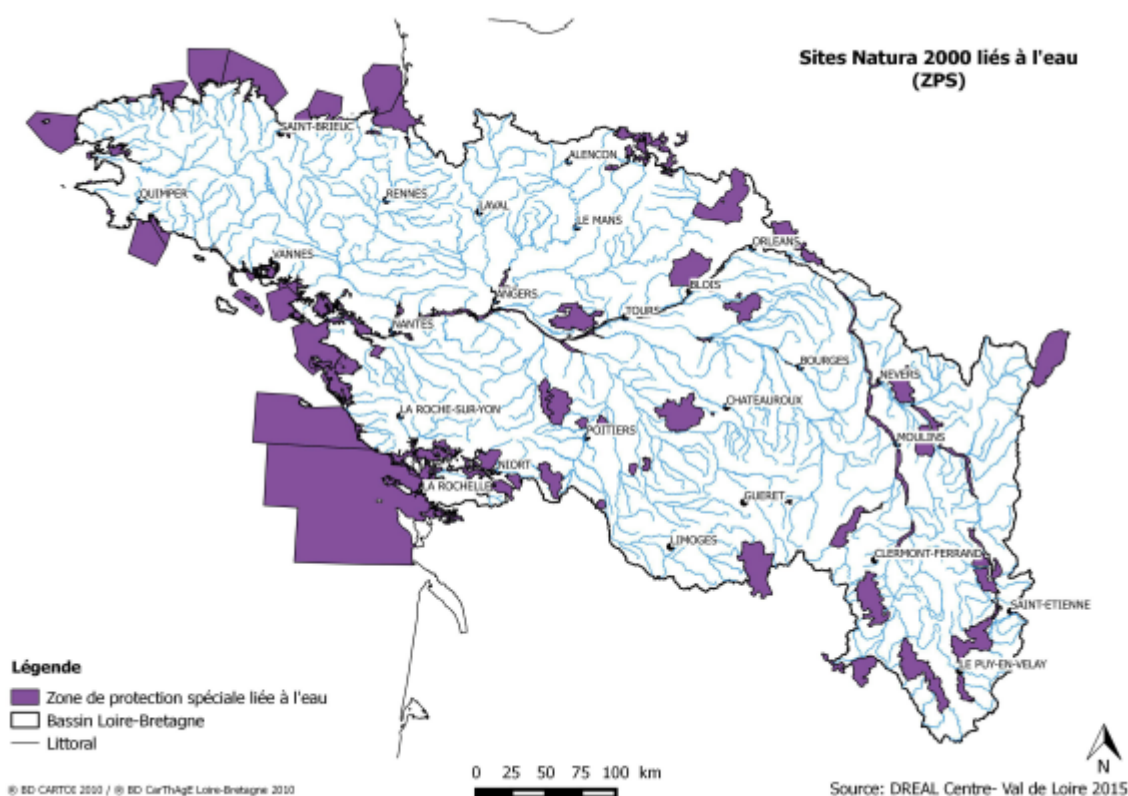 Sites Natura 2000 liés à l'eau
(ZPS)
SAINT-BRIEUC
ALENCON
QUIMPER
RENNES
LAVAL
LE MANS
ORLEANS
VANNES
BLOIS
ANGERS
TOURS
NANTES
BOURGES
NEVERS
CHATEAUROUX
LA ROCHE-SUR-YON
POITIERS
MOULINS
NIORT
LA ROCHELLE
GUERET
LIMOGES
CLERMONT-FERRAND
SAINT-ETIENNE
LE PUY-EN-VELAY
Légende
Zone de protection spéciale liée à l'eau
Bassin Loire-Bretagne
Littoral
N
0 25 50 75 100 km
® BD CARTOI 2010 / ® BD CarThAgE Loire-Bretagne 2010
Source: DREAL Centre- Val de Loire 2015